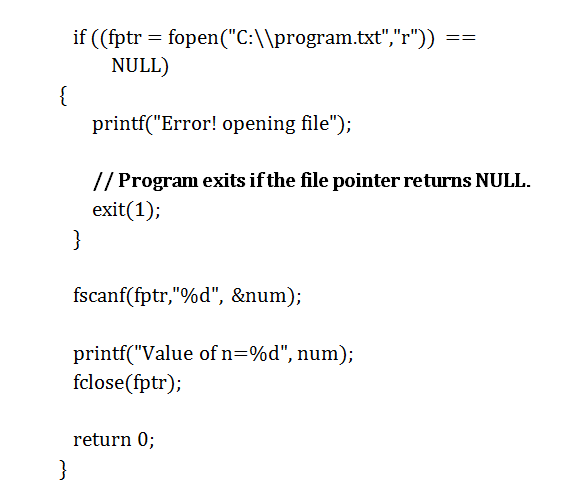 if ((fptr = fopen("C:\\program.txt","r")) ==
NULL)
{
printf("Error! opening file");
// Program exits if the file pointer returns NULL.
exit(1);
}
fscanf(fptr,"%d", &num);
printf("Value of n=%d", num);
fclose(fptr);
return 0;
}